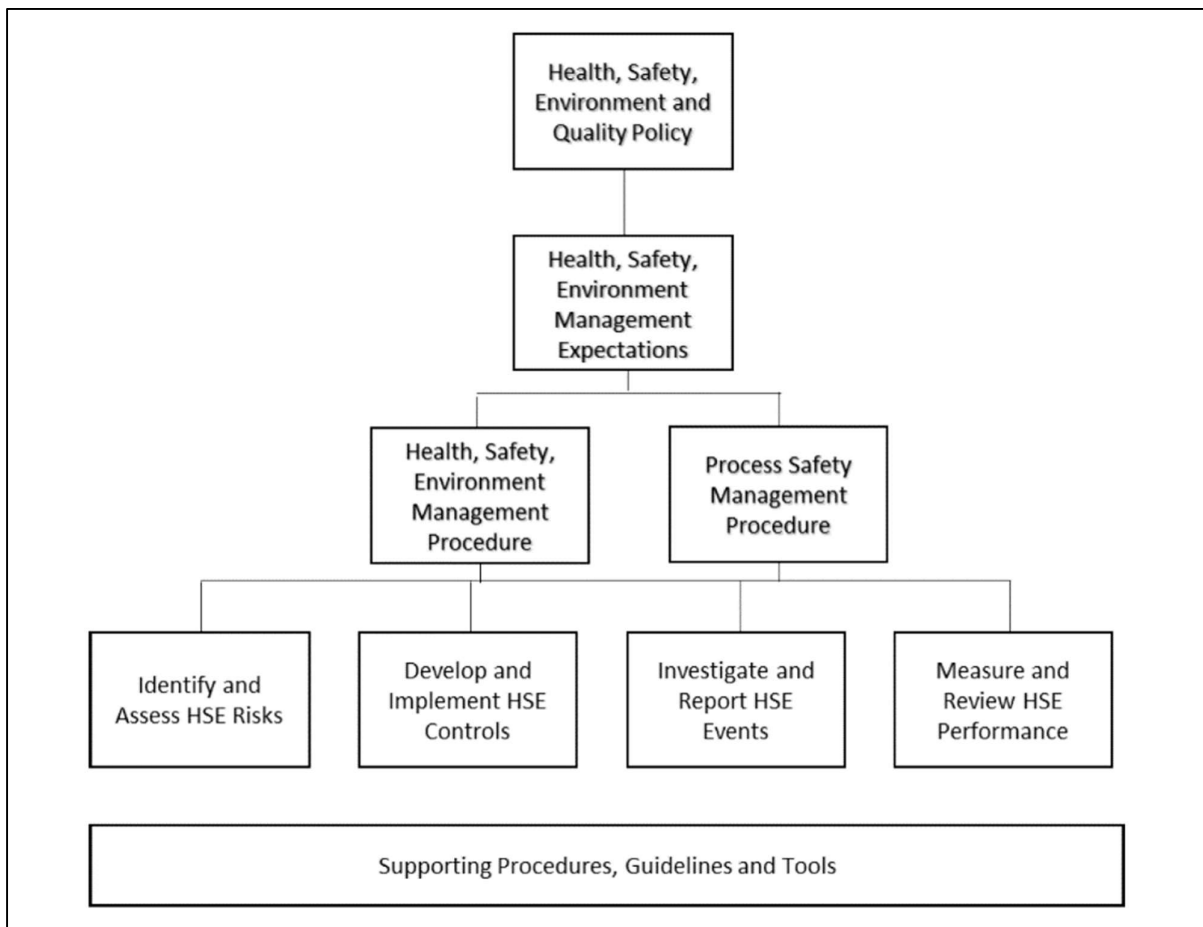 Health, Safety,
Environment and
Quality Policy
Health, Safety,
Environment
Management
Expectations
Health, Safety,
Environment
Management
Procedure
Process Safety
Management
Procedure
Identify and
Assess HSE Risks
Develop and
Implement HSE
Controls
Investigate and
Report HSE
Events
Measure and
Review HSE
Performance
Supporting Procedures, Guidelines and Tools